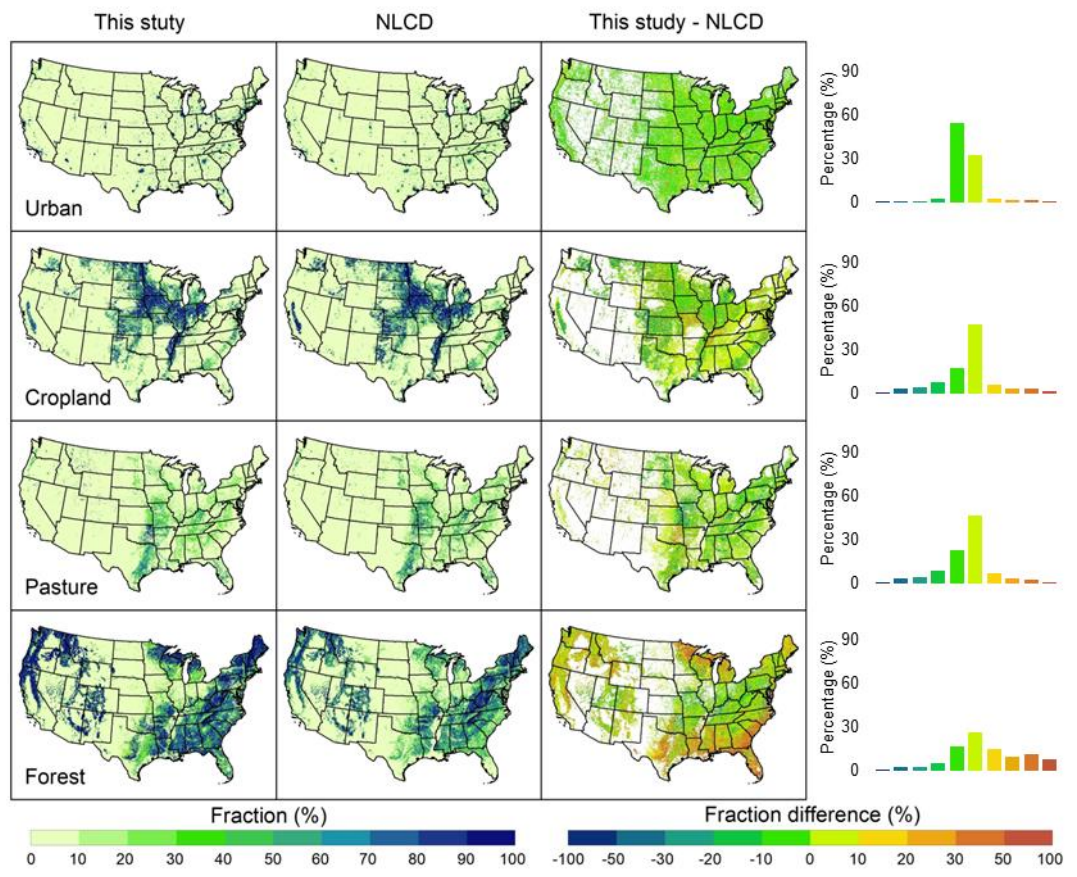 This stuty NLCD This study - NLCD
90
60
30
0
Percentage (%)
Urban
90
60
30
0
Percentage (%)
Cropland
90
60
30
0
Percentage (%)
Pasture
90
60
30
0
Percentage (%)
Forest
Fraction (%) Fraction difference (%)
0 10 20 30 40 50 60 70 80 90 100 -100 -50 -30 -20 -10 0 10 20 30 50 100